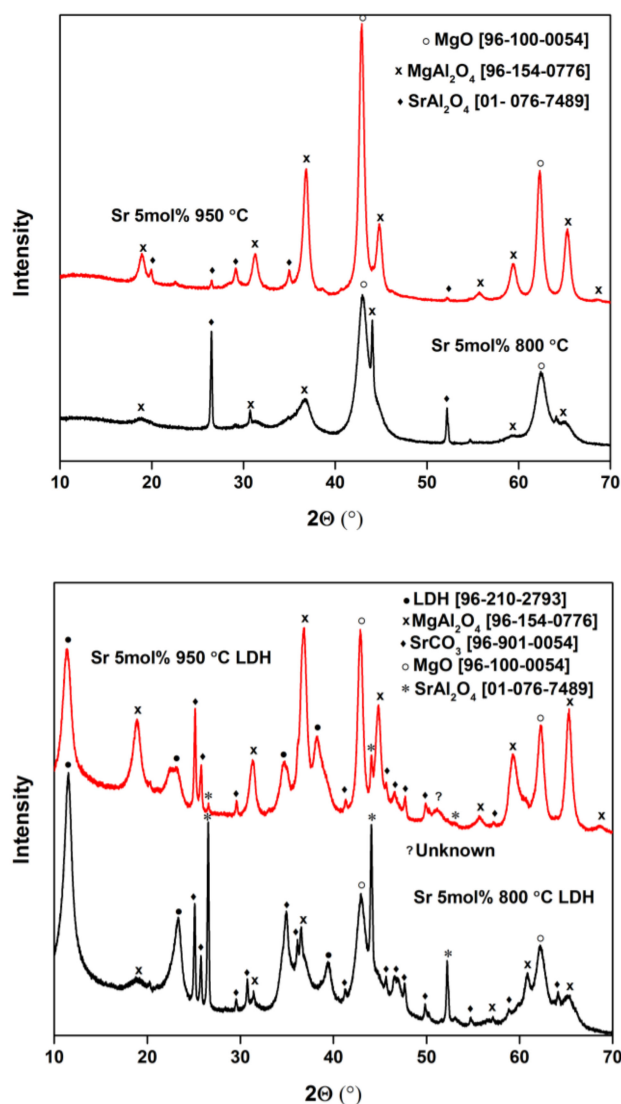 ○ MgO [96-100-0054]
x MgAl₂O₄ [96-154-0776]
♦ SrAl₂O₄ [01- 076-7489]
Sr 5mol% 950 °C
Sr 5mol% 800 °C
Intensity
10 20 30 40 50 60 70
2Θ (°)
● LDH [96-210-2793]
x MgAl₂O₄ [96-154-0776]
♦ SrCO₃ [96-901-0054]
○ MgO [96-100-0054]
* SrAl₂O₄ [01-076-7489]
Sr 5mol% 950 °C LDH
? Unknown
Sr 5mol% 800 °C LDH
Intensity
?
10 20 30 40 50 60 70
2Θ (°)